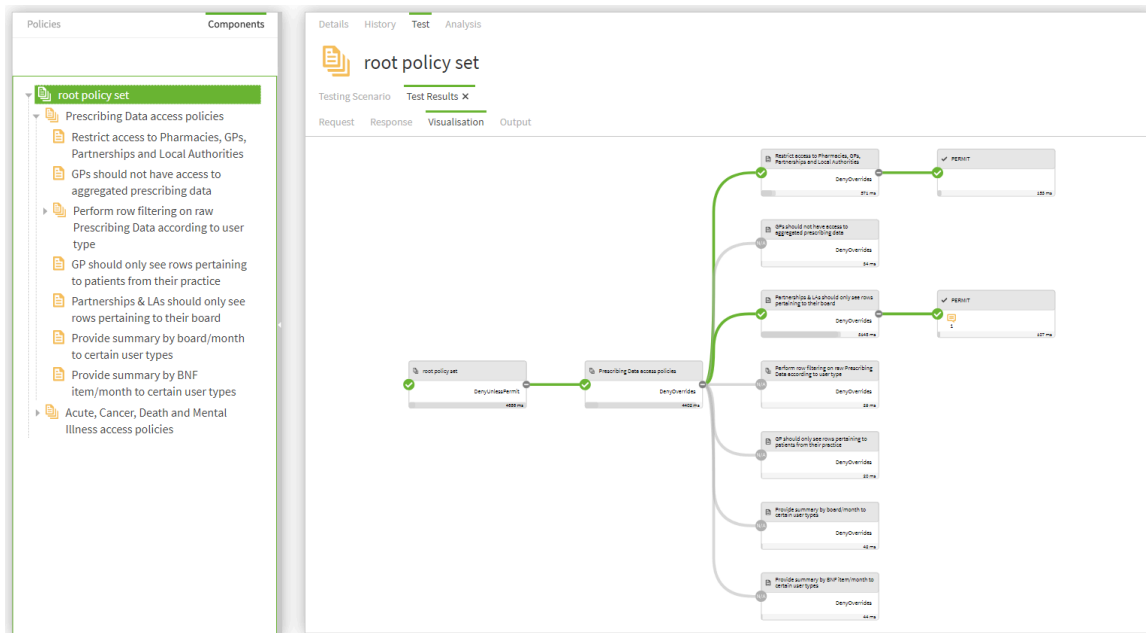 Policies
Components
root policy set
Prescribing Data access policies
Restrict access to Pharmacies, GPs,
Partnerships and Local Authorities
GPs should not have access to
aggregated prescribing data
Perform row filtering on raw
Prescribing Data according to user
type
GP should only see rows pertaining
to patients from their practice
Partnerships & LAs should only see
rows pertaining to their board
Provide summary by board/month
to certain user types
Provide summary by BNF
item/month to certain user types
Acute, Cancer, Death and Mental
Illness access policies
Details
History
Test
Analysis
root policy set
Testing Scenario
Test Results ×
Request
Response
Visualisation
Output
Restrict access to Pharmacies, GPs,
Partnerships and Local Authorities
DenyOverrides
571 ms
PERMIT
GPs should not have access to
aggregated prescribing data
N/A
DenyOverrides
Partnerships & LAs should only see rows
pertaining to their board
DenyOverrides
PERMIT
1
root policy set
DenyUnlessPermit
Prescribing Data access policies
DenyOverrides
Perform row filtering on raw Prescribing
Data according to user type
N/A
DenyOverrides
GP should only see rows pertaining to
patients from their practice
N/A
DenyOverrides
Provide summary by board/month to
certain user types
N/A
DenyOverrides
Provide summary by BNF item/month to
certain user types
N/A
DenyOverrides
44 ms